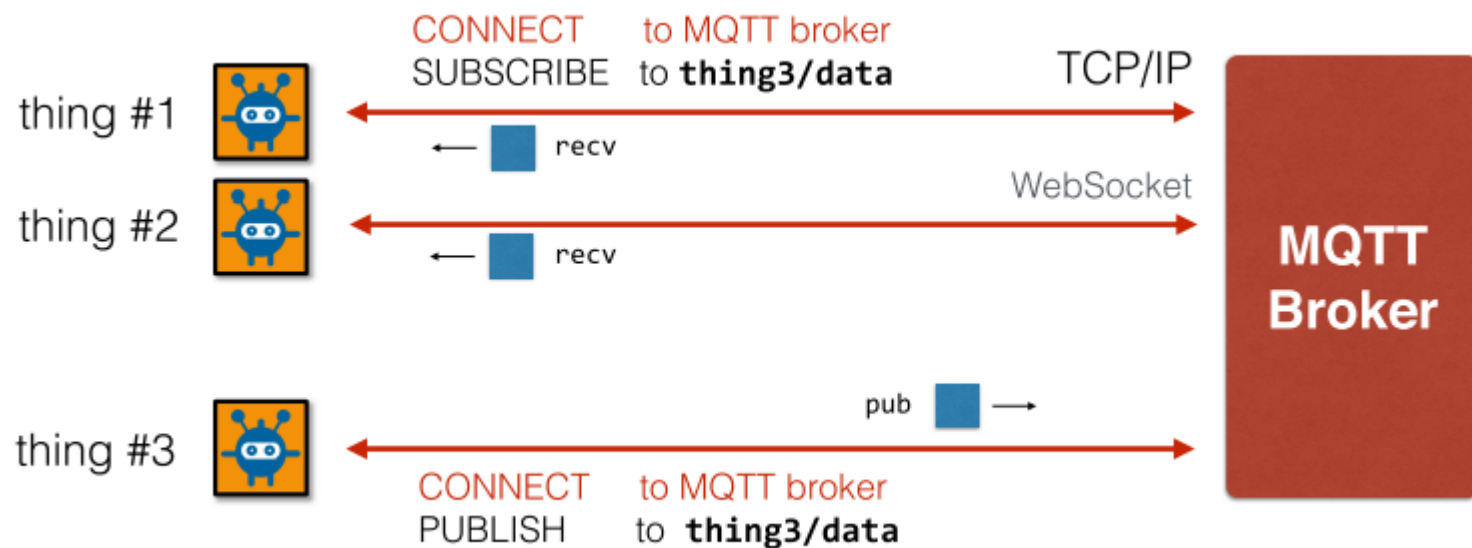 CONNECT to MQTT broker
SUBSCRIBE to thing3/data
TCP/IP
thing #1
recv
WebSocket
thing #2
recv
MQTT
Broker
pub
thing #3
CONNECT to MQTT broker
PUBLISH to thing3/data